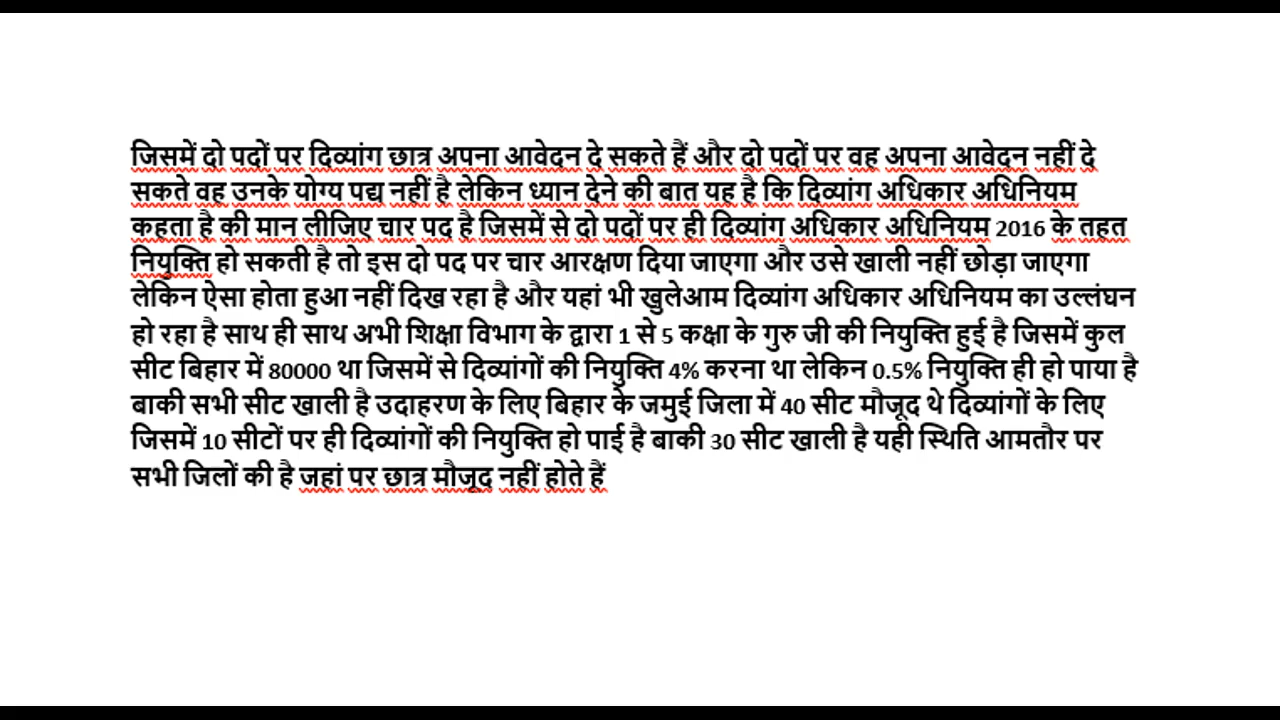 जिसमें दो पदों पर दिव्यांग छात्र अपना आवेदन दे सकते हैं और दो पदों पर वह अपना आवेदन नहीं दे
सकते वह उनके योग्य पद्य नहीं है लेकिन ध्यान देने की बात यह है कि दिव्यांग अधिकार अधिनियम
कहता है की मान लीजिए चार पद है जिसमें से दो पदों पर ही दिव्यांग अधिकार अधिनियम 2016 के तहत
नियुक्ति हो सकती है तो इस दो पद पर चार आरक्षण दिया जाएगा और उसे खाली नहीं छोड़ा जाएगा
लेकिन ऐसा होता हुआ नहीं दिख रहा है और यहां भी खुलेआम दिव्यांग अधिकार अधिनियम का उल्लंघन
हो रहा है साथ ही साथ अभी शिक्षा विभाग के द्वारा 1 से 5 कक्षा के गुरु जी की नियुक्ति हुई है जिसमें कुल
सीट बिहार में 80000 था जिसमें से दिव्यांगों की नियुक्ति 4% करना था लेकिन 0.5% नियुक्ति ही हो पाया है
बाकी सभी सीट खाली है उदाहरण के लिए बिहार के जमुई जिला में 40 सीट मौजूद थे दिव्यांगों के लिए
जिसमें 10 सीटों पर ही दिव्यांगों की नियुक्ति हो पाई है बाकी 30 सीट खाली है यही स्थिति आमतौर पर
सभी जिलों की है जहां पर छात्र मौजूद नहीं होते हैं